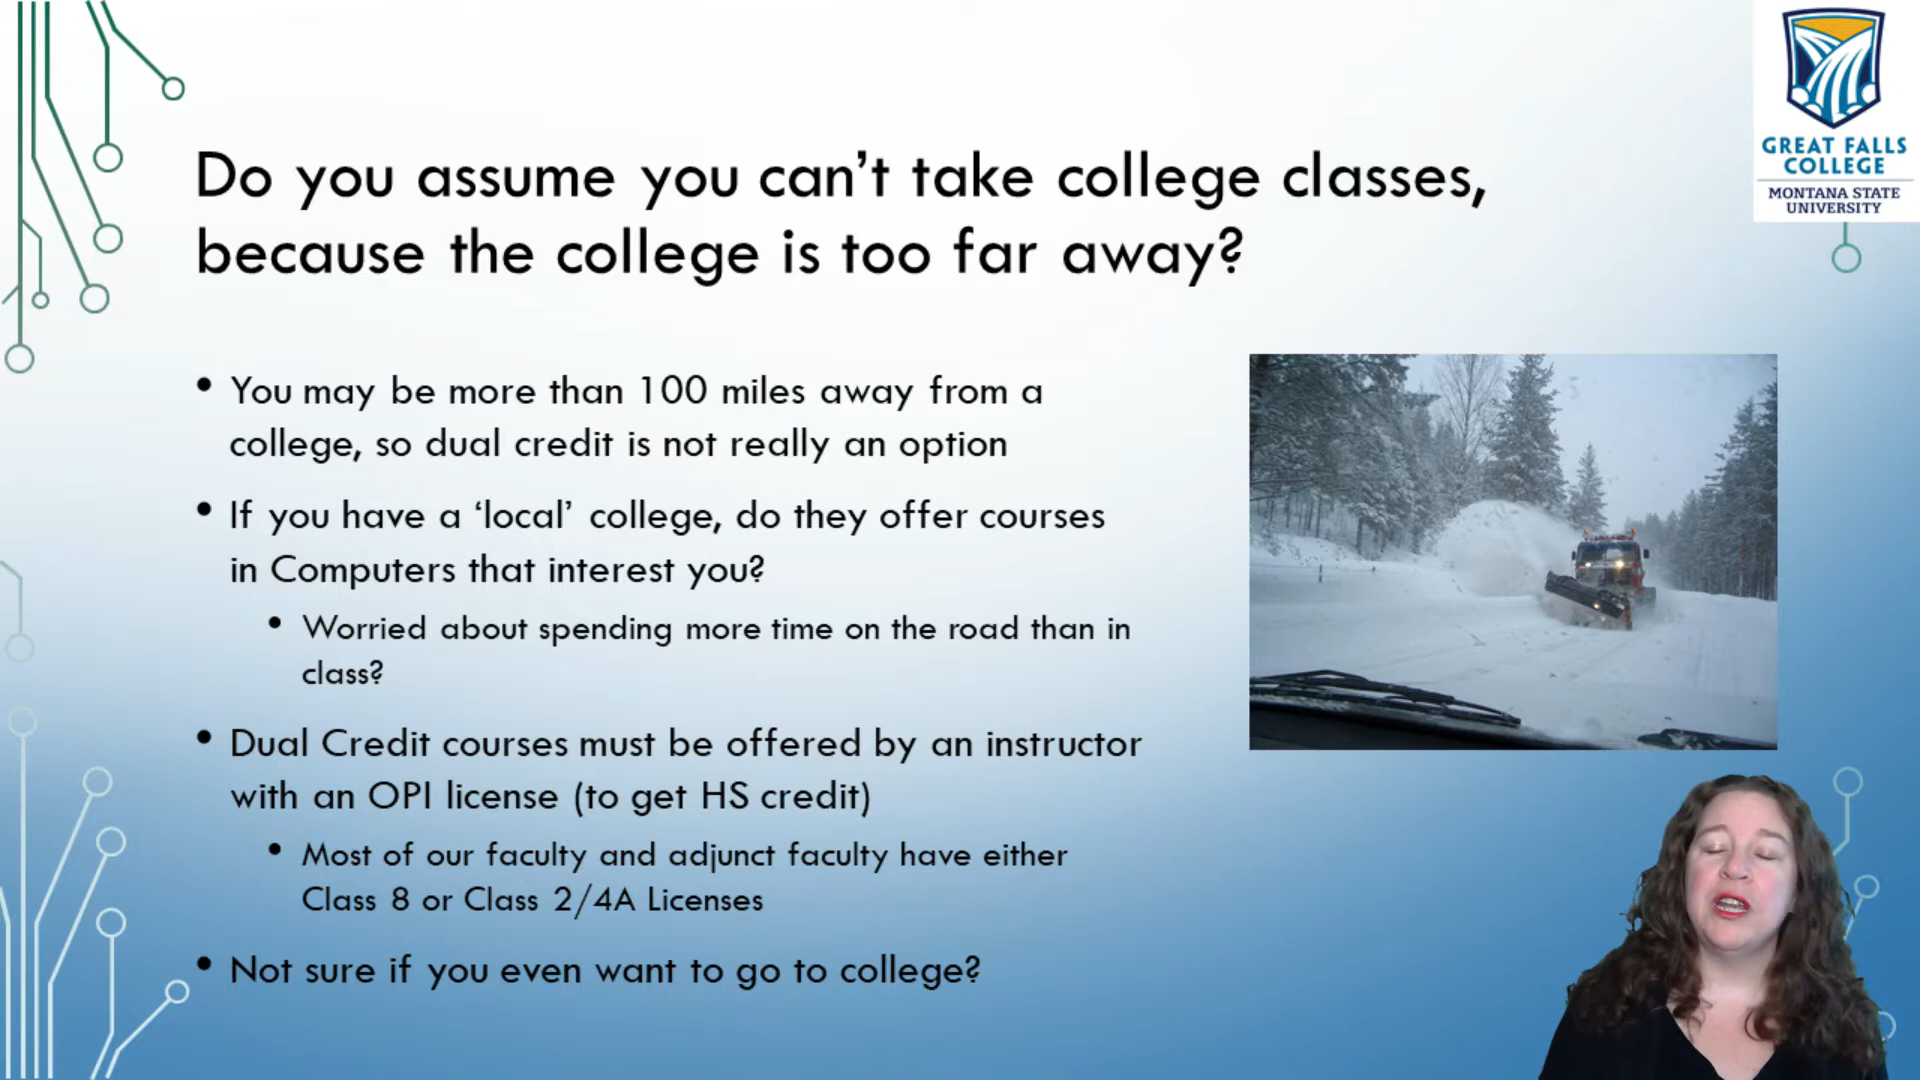 GREAT FALLS
COLLEGE
MONTANA STATE
UNIVERSITY
Do you assume you can’t take college classes,
because the college is too far away?
• You may be more than 100 miles away from a
college, so dual credit is not really an option
• If you have a ‘local’ college, do they offer courses
in Computers that interest you?
• Worried about spending more time on the road than in
class?
• Dual Credit courses must be offered by an instructor
with an OPI license (to get HS credit)
• Most of our faculty and adjunct faculty have either
Class 8 or Class 2/4A Licenses
• Not sure if you even want to go to college?